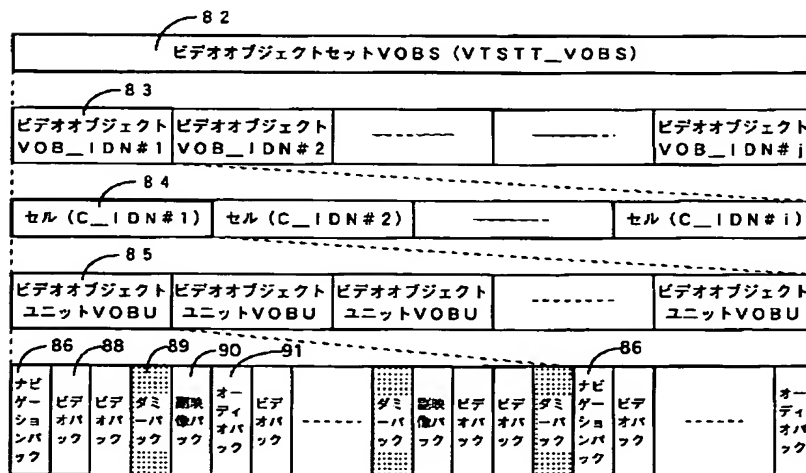 82
ビデオオブジェクトセットVOBS(VTSTT_VOBS)
83
ビデオオブジェクト ビデオオブジェクト ビデオオブジェクト
VOB_IDN#1 VOB_IDN#2 VOB_IDN#j
84
セル(C_IDN#1) セル(C_IDN#2) セル(C_IDN#i)
85
ビデオオブジェクト ビデオオブジェクト ビデオオブジェクト ビデオオブジェクト
ユニットVOBU ユニットVOBU ユニットVOBU ユニットVOBU
86 88 89 90 91 86
ナビゲーションパック
ビデオパック
ビデオパック
ダミーパック
副映像パック
オーディオパック
ビデオパック
ダミーパック
副映像パック
ビデオパック
ビデオパック
ダミーパック
ナビゲーションパック
ビデオパック
オーディオパック